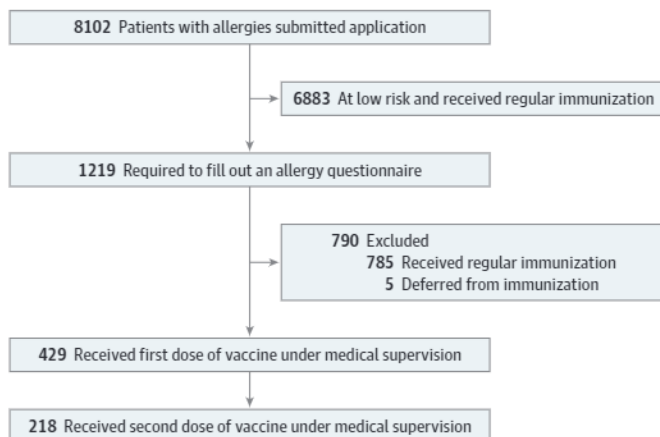 8102 Patients with allergies submitted application
6883 At low risk and received regular immunization
1219 Required to fill out an allergy questionnaire
790 Excluded
785 Received regular immunization
5 Deferred from immunization
429 Received first dose of vaccine under medical supervision
218 Received second dose of vaccine under medical supervision